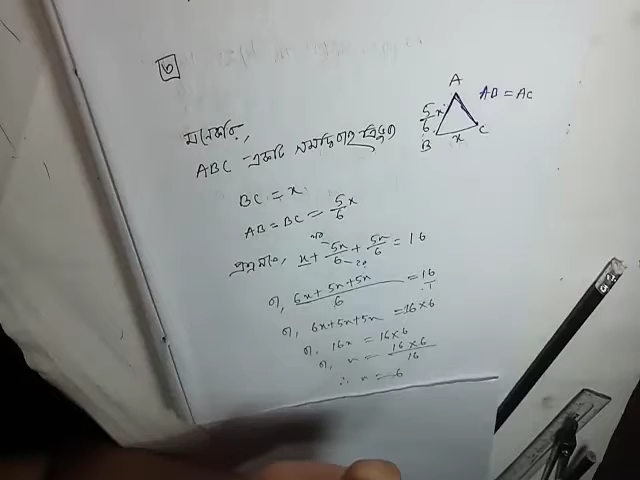 ৩
A
AB = AC
5/6 x
B
x
C
মনেকরি,
ABC একটি সমদ্বিবাহু ত্রিভুজ
BC = x
AB = BC = 5/6 x
প্রশ্নমতে, x + 5x/6 + 5x/6 = 16
বা, 6x + 5x + 5x / 6 = 16/1
বা, 6x + 5x + 5x = 16 × 6
বা, 16x = 16 × 6
বা, x = 16 × 6 / 16
∴ x = 6